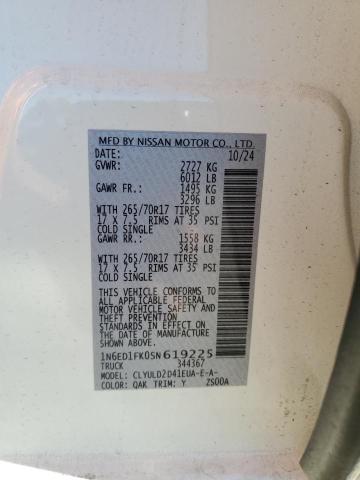 MFD BY NISSAN MOTOR CO., LTD.
DATE: 10/24
GVWR: 2727 KG
6012 LB
GAWR FR.: 1495 KG
3296 LB
WITH 265/70R17 TIRES
17 X 7.5 RIMS AT 35 PSI
COLD SINGLE
GAWR RR.: 1558 KG
3434 LB
WITH 265/70R17 TIRES
17 X 7.5 RIMS AT 35 PSI
COLD SINGLE
THIS VEHICLE CONFORMS TO
ALL APPLICABLE FEDERAL
MOTOR VEHICLE SAFETY
STANDARDS IN EFFECT ON
THE DATE OF MANUFACTURE
SHOWN ABOVE.
1N6ED1FK0SN619225
TRUCK 344367
MODEL: CLYULD2D41EUA-E-A-
COLOR: QAK TRIM: Y ZS00A